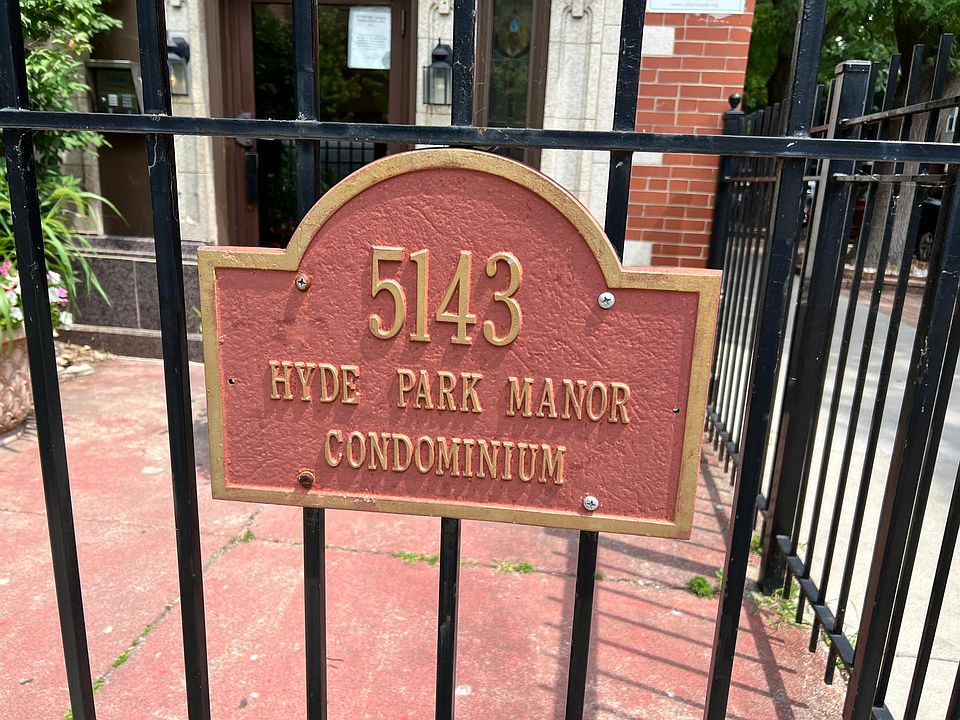 5143
HYDE PARK MANOR
CONDOMINIUM